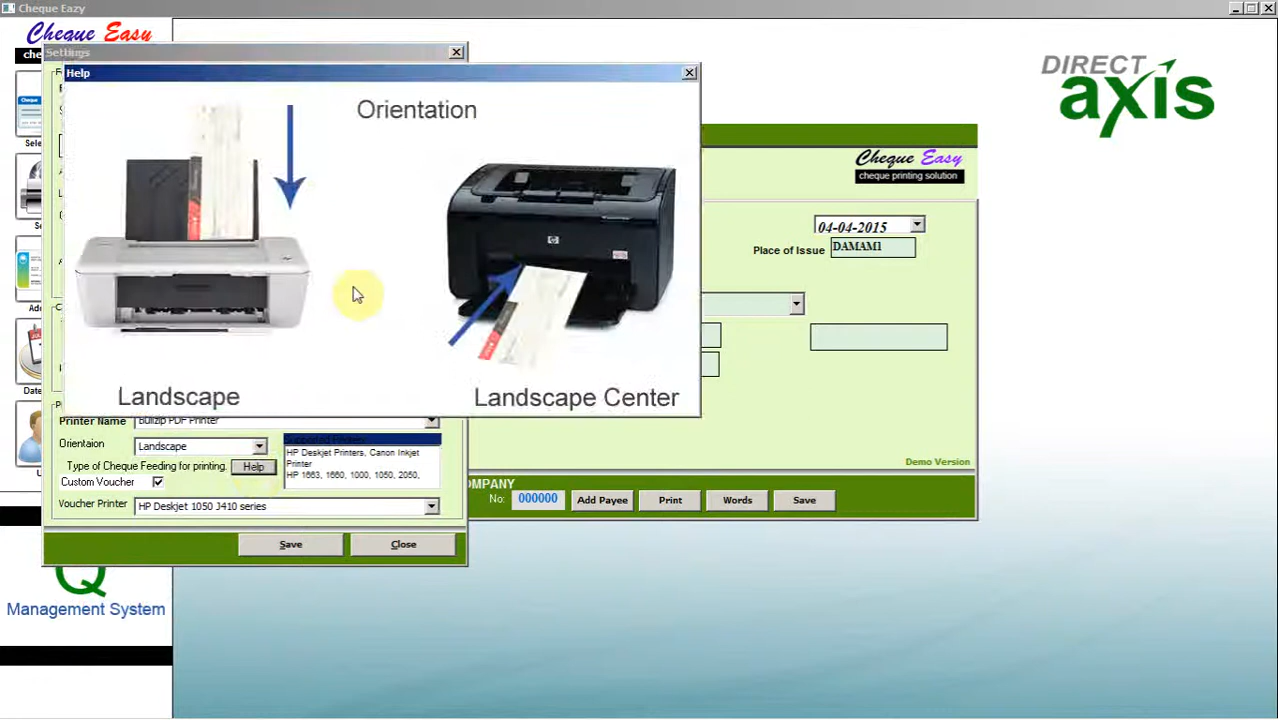 Cheque Eazy
Cheque Easy
Settings
Help
Orientation
Landscape
Landscape Center
DIRECT
axis
Cheque Easy
cheque printing solution
04-04-2015
Place of Issue DAMAM1
Printer Name Bullzip PDF Printer
Orientaion Landscape
Supported Printers
Type of Cheque Feeding for printing. Help
HP Deskjet Printers, Canon Inkjet
Printer
HP 1663, 1660, 1000, 1050, 2050,
Custom Voucher
Voucher Printer HP Deskjet 1050 J410 series
Save Close
Demo Version
No: 000000 Add Payee Print Words Save
Q
Management System